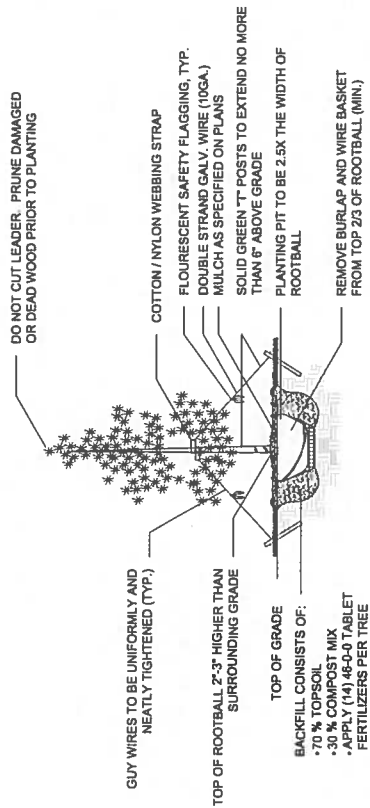 DO NOT CUT LEADER. PRUNE DAMAGED
OR DEAD WOOD PRIOR TO PLANTING
COTTON / NYLON WEBBING STRAP
FLOURESCENT SAFETY FLAGGING, TYP.
DOUBLE STRAND GALV. WIRE (10GA.)
MULCH AS SPECIFIED ON PLANS
SOLID GREEN "T" POSTS TO EXTEND NO MORE
THAN 6" ABOVE GRADE
PLANTING PIT TO BE 2.5X THE WIDTH OF
ROOTBALL
REMOVE BURLAP AND WIRE BASKET
FROM TOP 2/3 OF ROOTBALL (MIN.)
GUY WIRES TO BE UNIFORMLY AND
NEATLY TIGHTENED (TYP.)
TOP OF ROOTBALL 2"-3" HIGHER THAN
SURROUNDING GRADE
TOP OF GRADE
BACKFILL CONSISTS OF:
•70 % TOPSOIL
•30 % COMPOST MIX
•APPLY (14) 46-0-0 TABLET
FERTILIZERS PER TREE